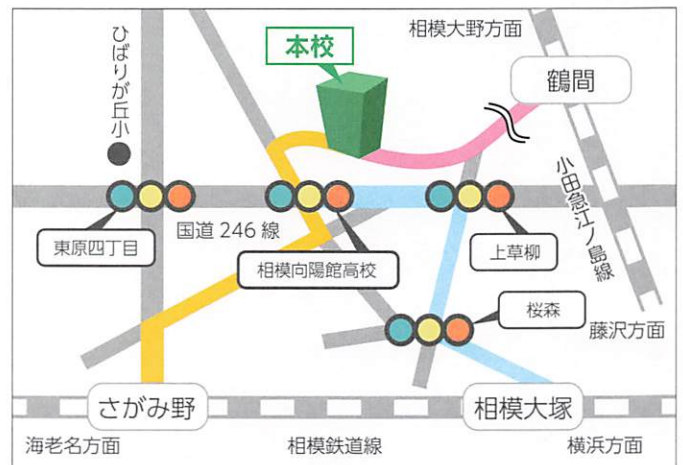 相模大野方面
本校
ひばりが丘小
鶴間
小田急江ノ島線
国道 246 線
東原四丁目
相模向陽館高校
上草柳
桜森
藤沢方面
さがみ野
相模大塚
海老名方面
相模鉄道線
横浜方面